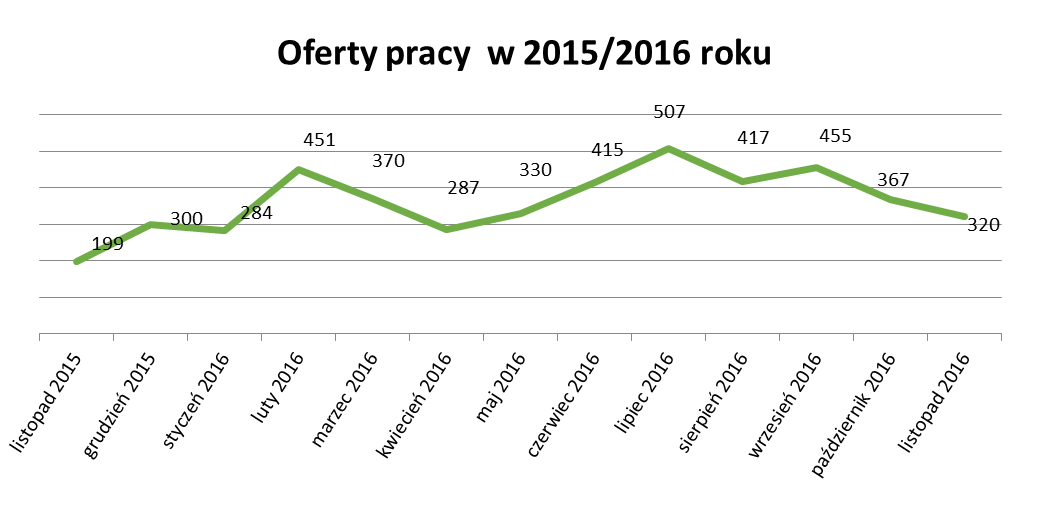 Oferty pracy  w 2015/2016 roku
199
300
284
451
370
287
330
415
507
417
455
367
320
listopad 2015
grudzień 2015
styczeń 2016
luty 2016
marzec 2016
kwiecień 2016
maj 2016
czerwiec 2016
lipiec 2016
sierpień 2016
wrzesień 2016
październik 2016
listopad 2016